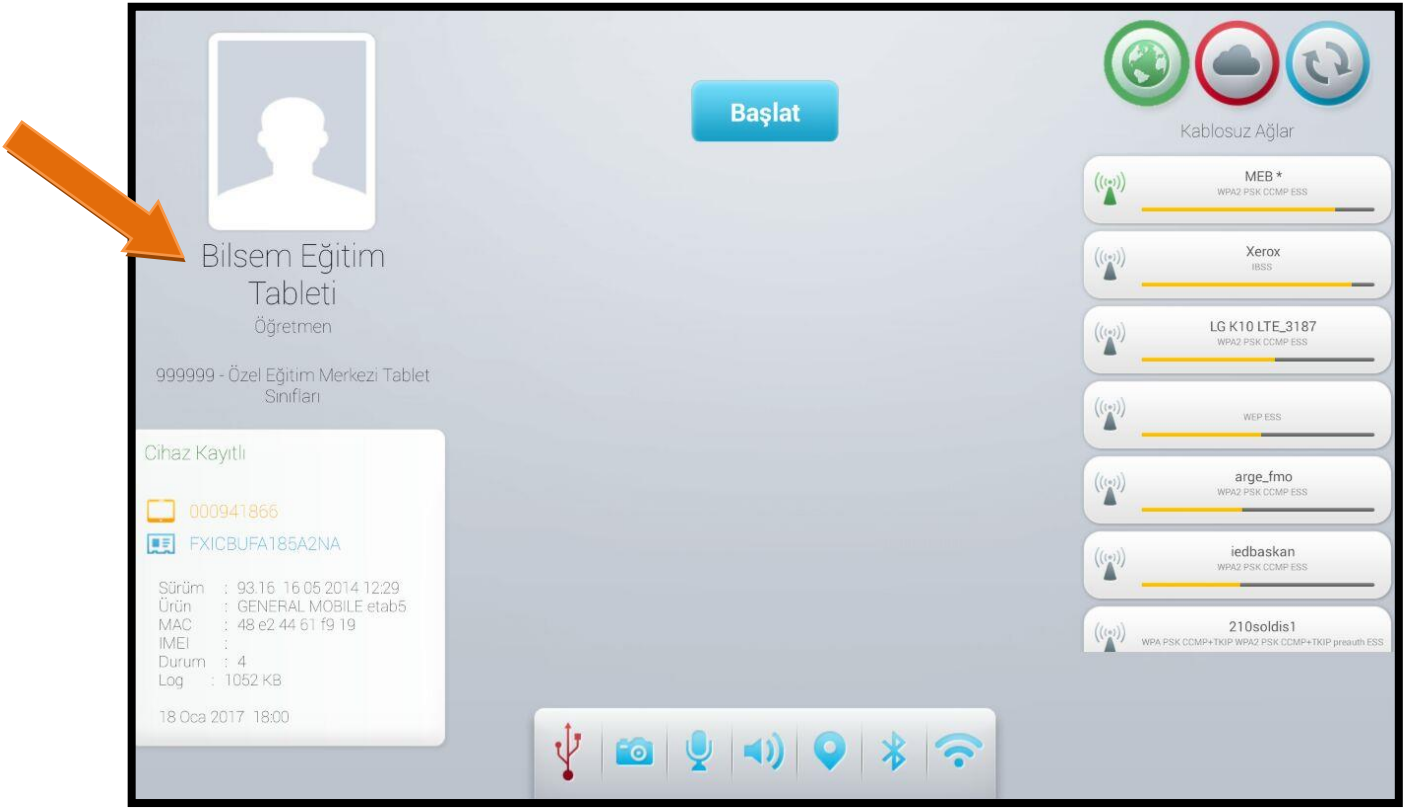 Bilsem Eğitim
Tableti
Öğretmen
999999 - Özel Eğitim Merkezi Tablet
Sınıfları
Cihaz Kayıtlı
000941866
FXICBUFA185A2NA
Sürüm : 93.16 16 05 2014 12:29
Ürün : GENERAL MOBILE etab5
MAC : 48 e2 44 61 f9 19
IMEI :
Durum : 4
Log : 1052 KB
18 Oca 2017 18:00
Başlat
Kablosuz Ağlar
MEB *
WPA2 PSK CCMP ESS
Xerox
IBSS
LG K10 LTE_3187
WPA2 PSK CCMP ESS
WEP ESS
arge_fmo
WPA2 PSK CCMP ESS
iedbaskan
WPA2 PSK CCMP ESS
210soldis1
WPA PSK CCMP+TKIP WPA2 PSK CCMP+TKIP preauth ESS